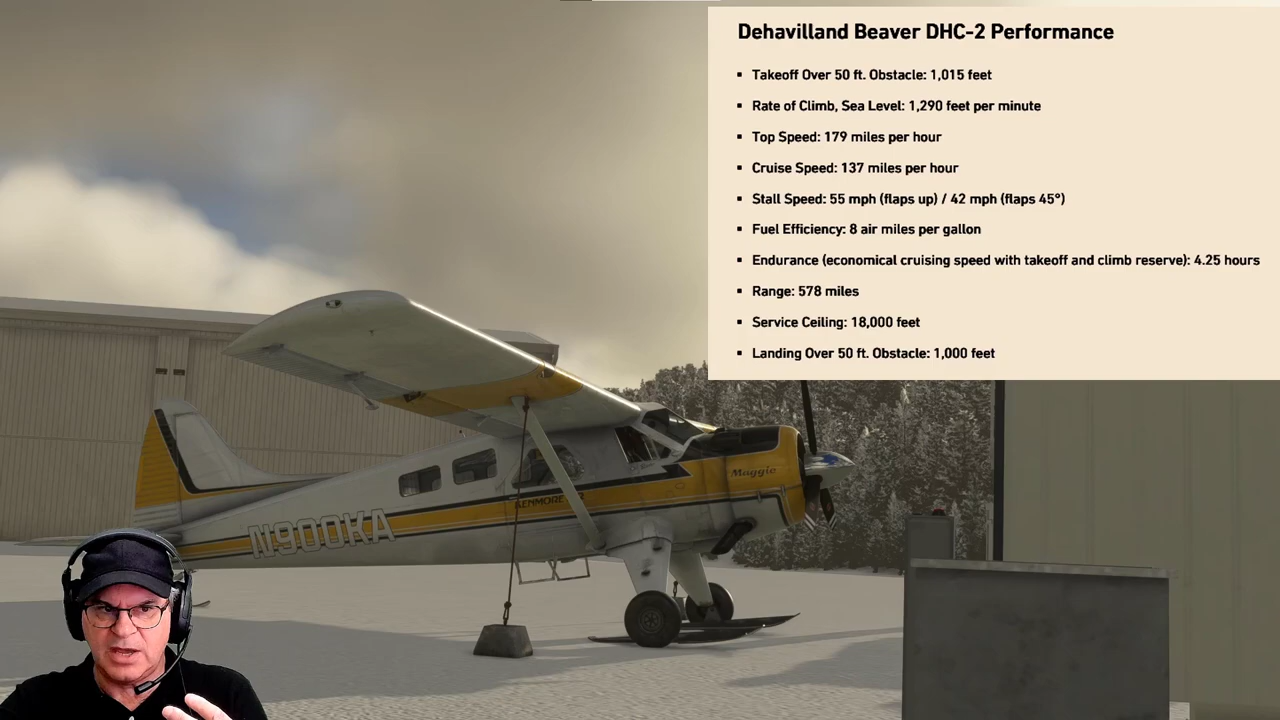 Dehavilland Beaver DHC-2 Performance
▪ Takeoff Over 50 ft. Obstacle: 1,015 feet
▪ Rate of Climb, Sea Level: 1,290 feet per minute
▪ Top Speed: 179 miles per hour
▪ Cruise Speed: 137 miles per hour
▪ Stall Speed: 55 mph (flaps up) / 42 mph (flaps 45°)
▪ Fuel Efficiency: 8 air miles per gallon
▪ Endurance (economical cruising speed with takeoff and climb reserve): 4.25 hours
▪ Range: 578 miles
▪ Service Ceiling: 18,000 feet
▪ Landing Over 50 ft. Obstacle: 1,000 feet
Maggie
N900KA